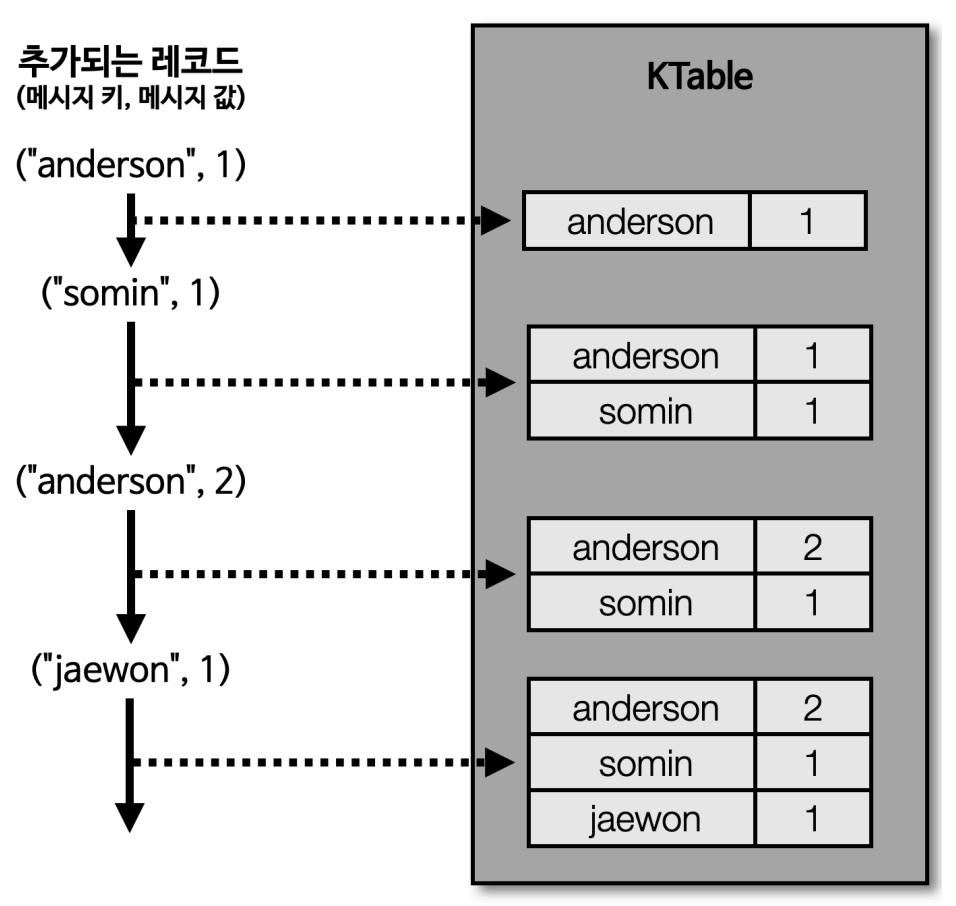 추가되는 레코드
(메시지 키, 메시지 값)
("anderson", 1)
("somin", 1)
("anderson", 2)
("jaewon", 1)
KTable
anderson 1
anderson 1
somin 1
anderson 2
somin 1
anderson 2
somin 1
jaewon 1